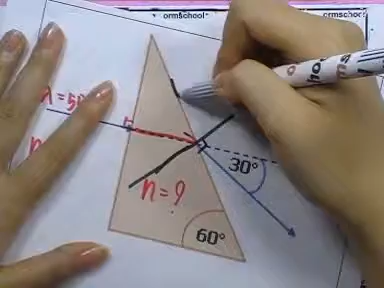 ormschool
ormschool
λ = 5
30°
n = ?
60°